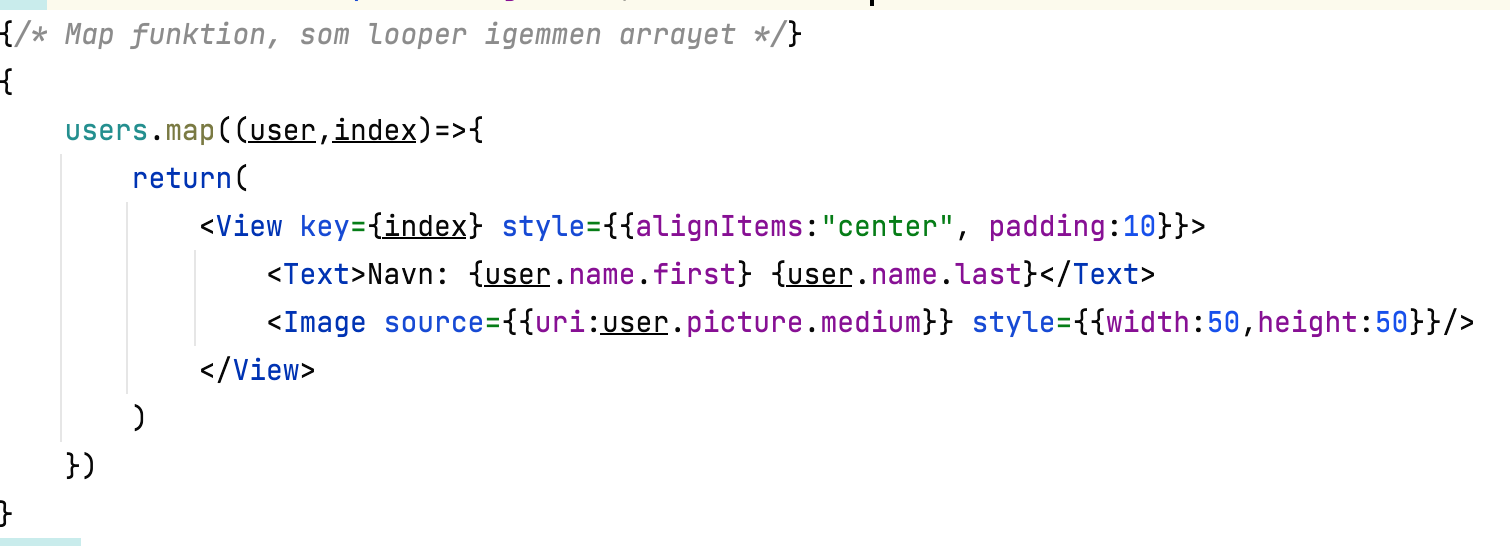 {/* Map funktion, som looper igemmen arrayet */}
{
users.map((user,index)=>{
return(
<View key={index} style={{alignItems:"center", padding:10}}>
<Text>Navn: {user.name.first} {user.name.last}</Text>
<Image source={{uri:user.picture.medium}} style={{width:50,height:50}}/>
</View>
)
})
}